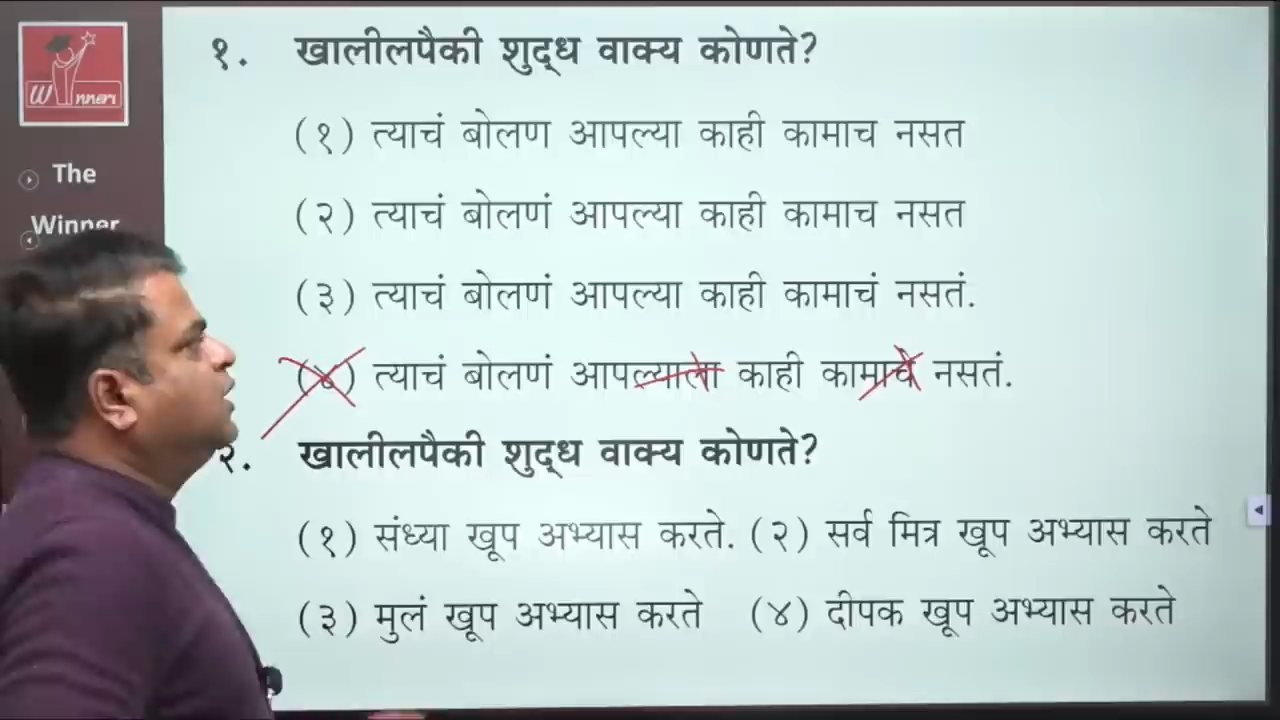 Winners
The
Winner
१. खालीलपैकी शुद्ध वाक्य कोणते?
(१) त्याचं बोलण आपल्या काही कामाच नसत
(२) त्याचं बोलणं आपल्या काही कामाच नसत
(३) त्याचं बोलणं आपल्या काही कामाचं नसतं.
(४) त्याचं बोलणं आपल्याला काही कामाचे नसतं.
२. खालीलपैकी शुद्ध वाक्य कोणते?
(१) संध्या खूप अभ्यास करते. (२) सर्व मित्र खूप अभ्यास करते
(३) मुलं खूप अभ्यास करते (४) दीपक खूप अभ्यास करते